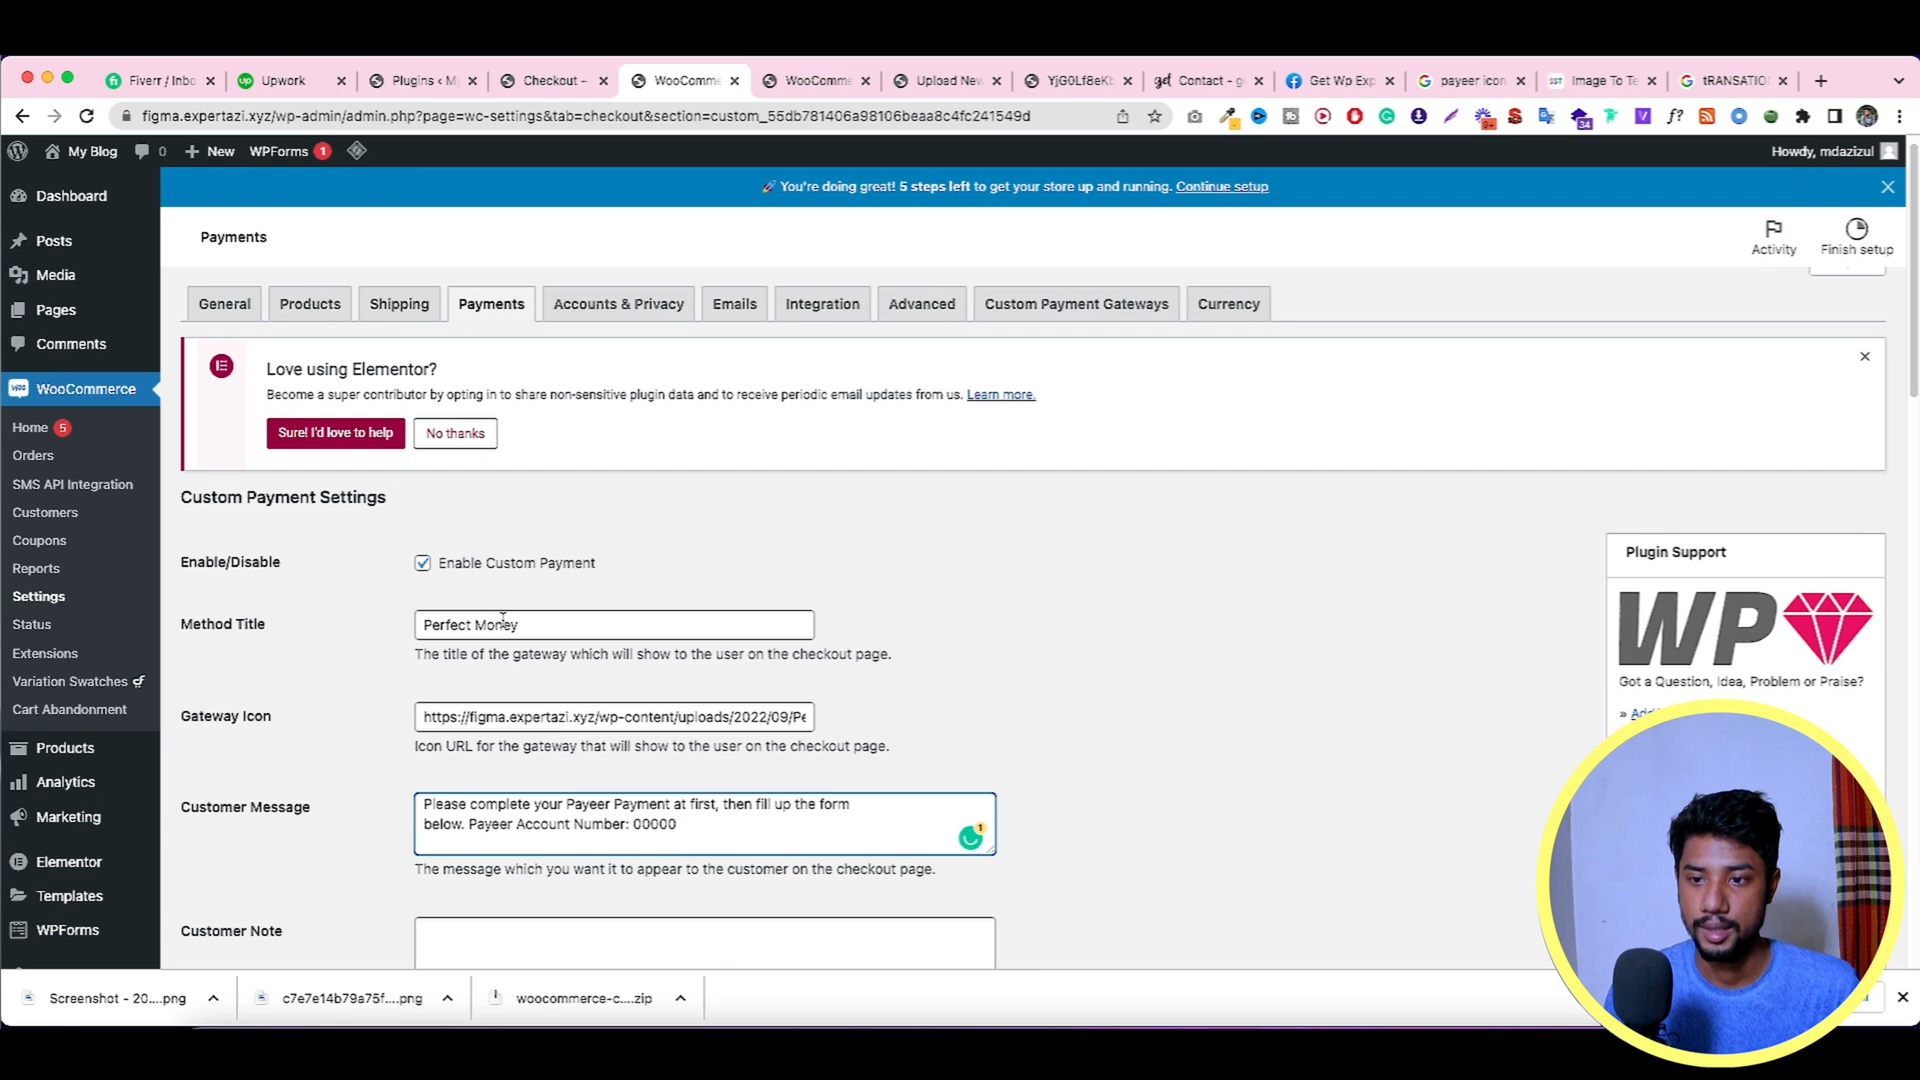 Fiverr / Inbo
Upwork
Plugins ‹ M
Checkout –
WooComme
WooComme
Upload New
YjG0Lf8eKb
get
Contact - g
Get Wp Exp
payeer icon
SST
Image To Te
tRANSATIO
figma.expertazi.xyz/wp-admin/admin.php?page=wc-settings&tab=checkout&section=custom_55db781406a98106beaa8c4fc241549d
My Blog
0
New
WPForms 1
Howdy, mdazizul
You're doing great! 5 steps left to get your store up and running. Continue setup
Dashboard
Posts
Media
Pages
Comments
WooCommerce
Home 5
Orders
SMS API Integration
Customers
Coupons
Reports
Settings
Status
Extensions
Variation Swatches
Cart Abandonment
Products
Analytics
Marketing
Elementor
Templates
WPForms
Payments
Activity
Finish setup
General
Products
Shipping
Payments
Accounts & Privacy
Emails
Integration
Advanced
Custom Payment Gateways
Currency
Love using Elementor?
Become a super contributor by opting in to share non-sensitive plugin data and to receive periodic email updates from us. Learn more.
Sure! I'd love to help
No thanks
Custom Payment Settings
Enable/Disable
Enable Custom Payment
Method Title
Perfect Money
The title of the gateway which will show to the user on the checkout page.
Gateway Icon
https://figma.expertazi.xyz/wp-content/uploads/2022/09/Pe
Icon URL for the gateway that will show to the user on the checkout page.
Customer Message
Please complete your Payeer Payment at first, then fill up the form
below. Payeer Account Number: 00000
1
The message which you want it to appear to the customer on the checkout page.
Customer Note
Plugin Support
WP
Got a Question, Idea, Problem or Praise?
Screenshot - 20....png
c7e7e14b79a75f....png
woocommerce-c....zip